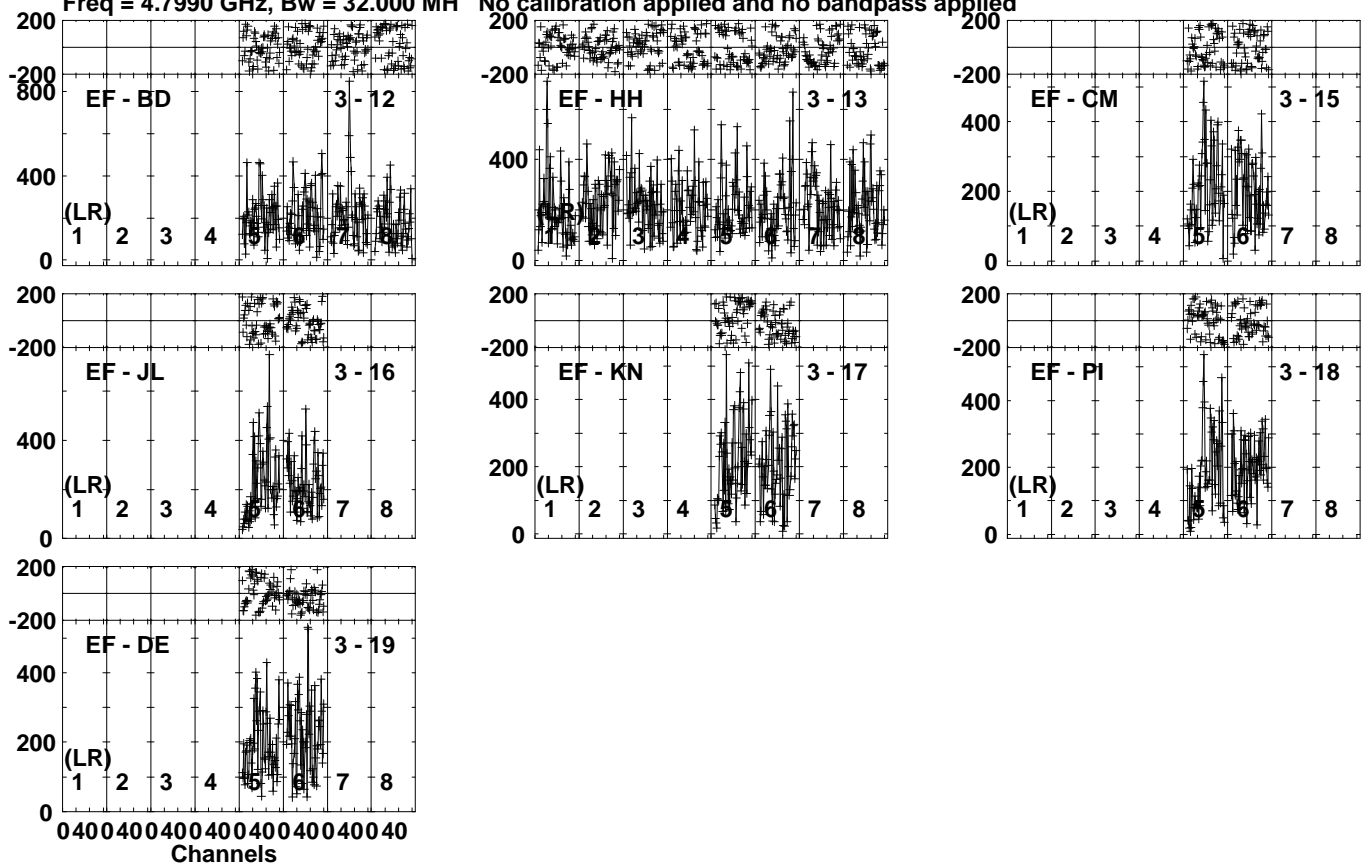 Freq = 4.7990 GHz, Bw = 32.000 MH No calibration applied and no bandpass applied
200
-200
800
400
0
EF - BD 3 - 12
(LR)
1 2 3 4 5 6 7 8
200
-200
400
0
EF - HH 3 - 13
(LR)
1 2 3 4 5 6 7 8
200
-200
400
200
0
EF - CM 3 - 15
(LR)
1 2 3 4 5 6 7 8
200
-200
400
0
EF - JL 3 - 16
(LR)
1 2 3 4 5 6 7 8
200
-200
400
200
0
EF - KN 3 - 17
(LR)
1 2 3 4 5 6 7 8
200
-200
400
200
0
EF - PI 3 - 18
(LR)
1 2 3 4 5 6 7 8
200
-200
400
200
0
EF - DE 3 - 19
(LR)
1 2 3 4 5 6 7 8
0 40 0 40 0 40 0 40 0 40 0 40 0 40 0 40
Channels